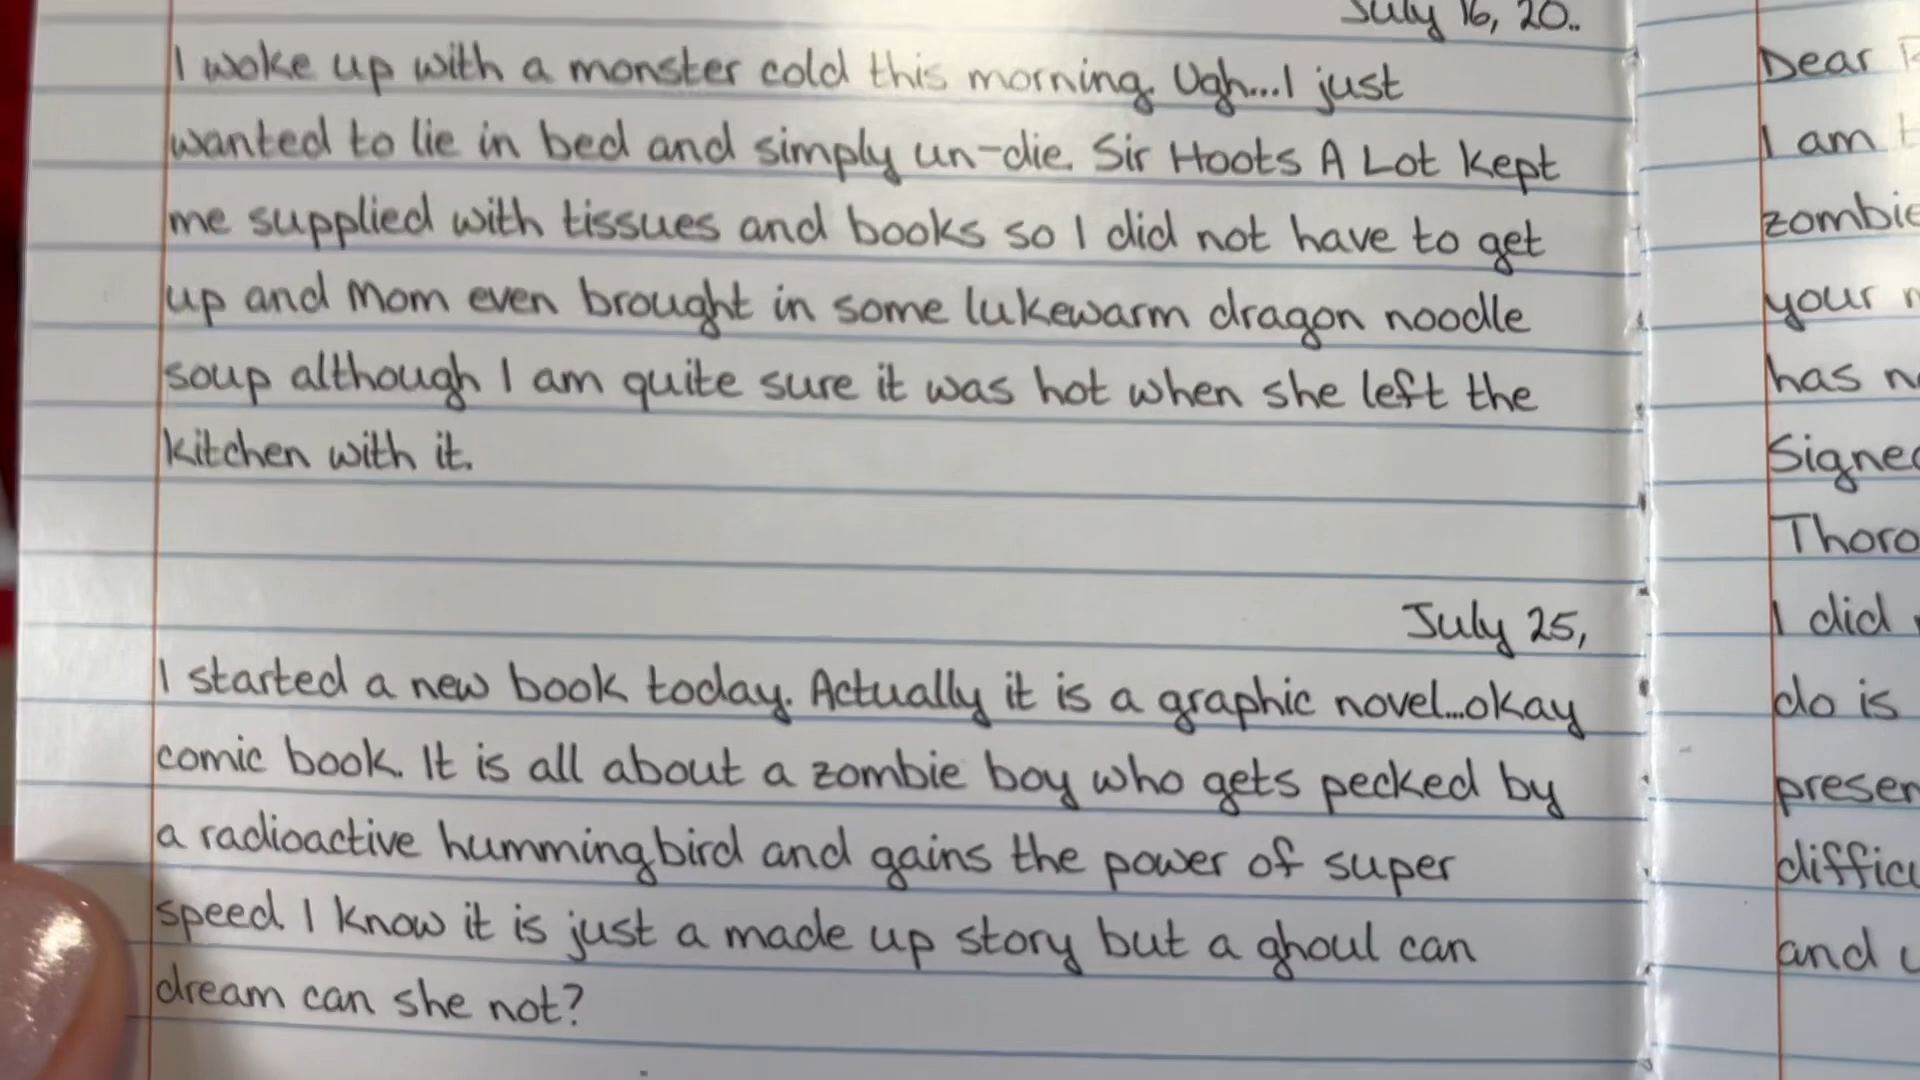 July 16, 20..
I woke up with a monster cold this morning. Ugh...I just
wanted to lie in bed and simply un-die. Sir Hoots A Lot kept
me supplied with tissues and books so I did not have to get
up and Mom even brought in some lukewarm dragon noodle
soup although I am quite sure it was hot when she left the
kitchen with it.
July 25,
I started a new book today. Actually it is a graphic novel...okay
comic book. It is all about a zombie boy who gets pecked by
a radioactive hummingbird and gains the power of super
speed. I know it is just a made up story but a ghoul can
dream can she not?
Dear
I am
zombie
your
has
Signed
I did
do is
and